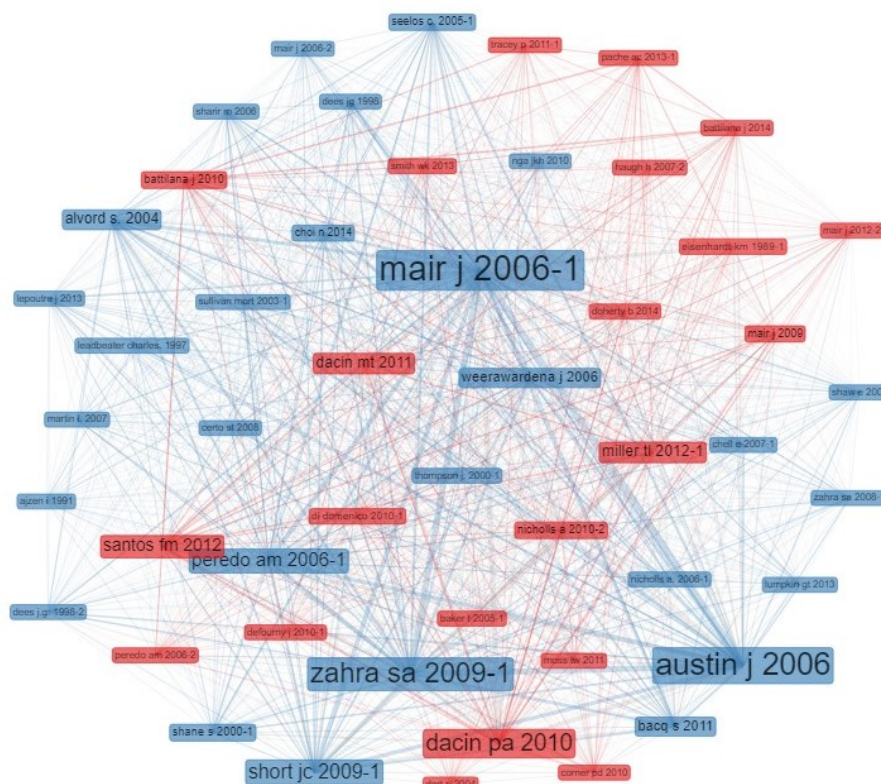 seelos c. 2005-1
mair j 2006-2
tracey p 2011-1
pache ac 2013-1
dees jg 1998
sharir m 2006
battilana j 2014
smith wk 2013
nga jkh 2010
haugh h 2007-2
battilana j 2010
alvord s. 2004
choi n 2014
mair j 2012-2
eisenhardt km 1989-1
mair j 2006-1
lepoutre j 2013
sullivan mort 2003-1
doherty b 2014
mair j 2009
leadbeater charles. 1997
dacin mt 2011
weerawardena j 2006
shaw e 200
martin l. 2007
certo st 2008
chell e 2007-1
miller tl 2012-1
thompson j. 2000-1
ajzen i 1991
zahra sa 2008-
di domenico 2010-1
nicholls a 2010-2
santos fm 2012
peredo am 2006-1
nicholls a. 2006-1
lumpkin gt 2013
dees j.g. 1998-2
baker t 2005-1
defourny j 2010-1
peredo am 2006-2
moss tw 2011
zahra sa 2009-1
austin j 2006
shane s 2000-1
bacq s 2011
dacin pa 2010
short jc 2009-1
corner pd 2010